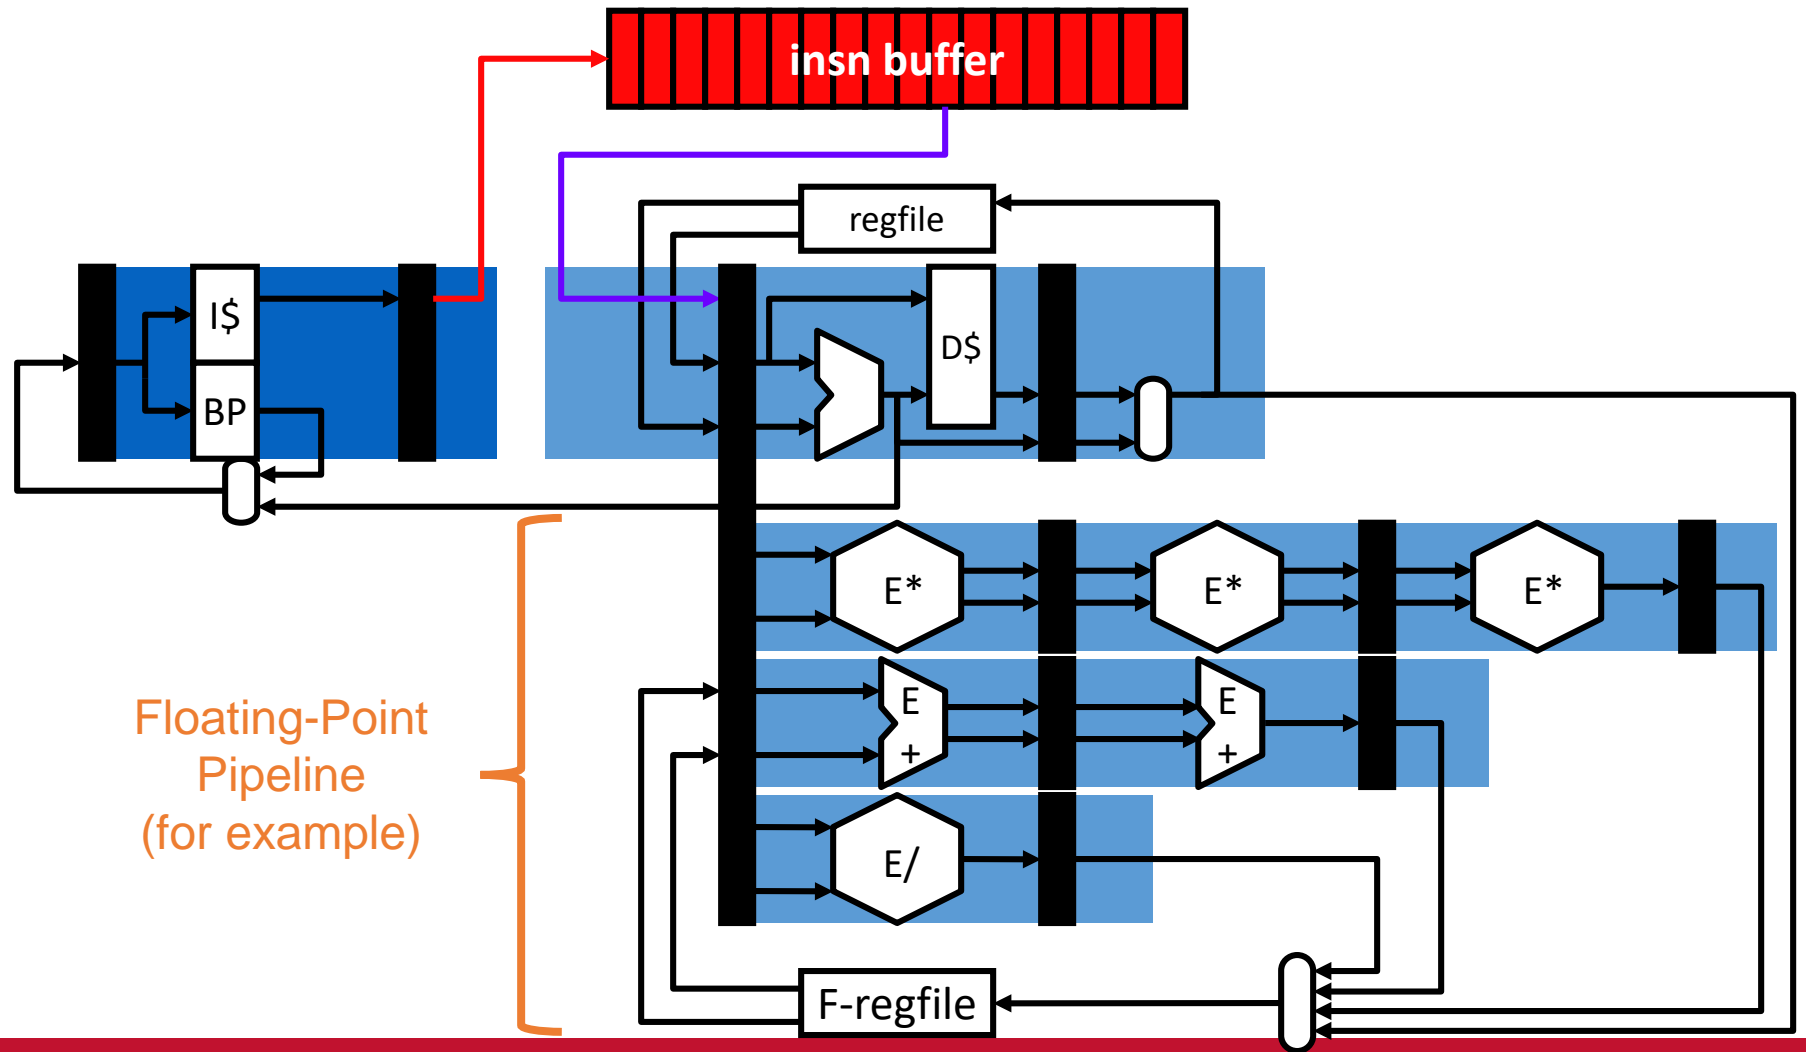 insn buffer
regfile
I$
BP
D$
E*
E*
E*
E
+
E
+
E/
Floating-Point
Pipeline
(for example)
F-regfile